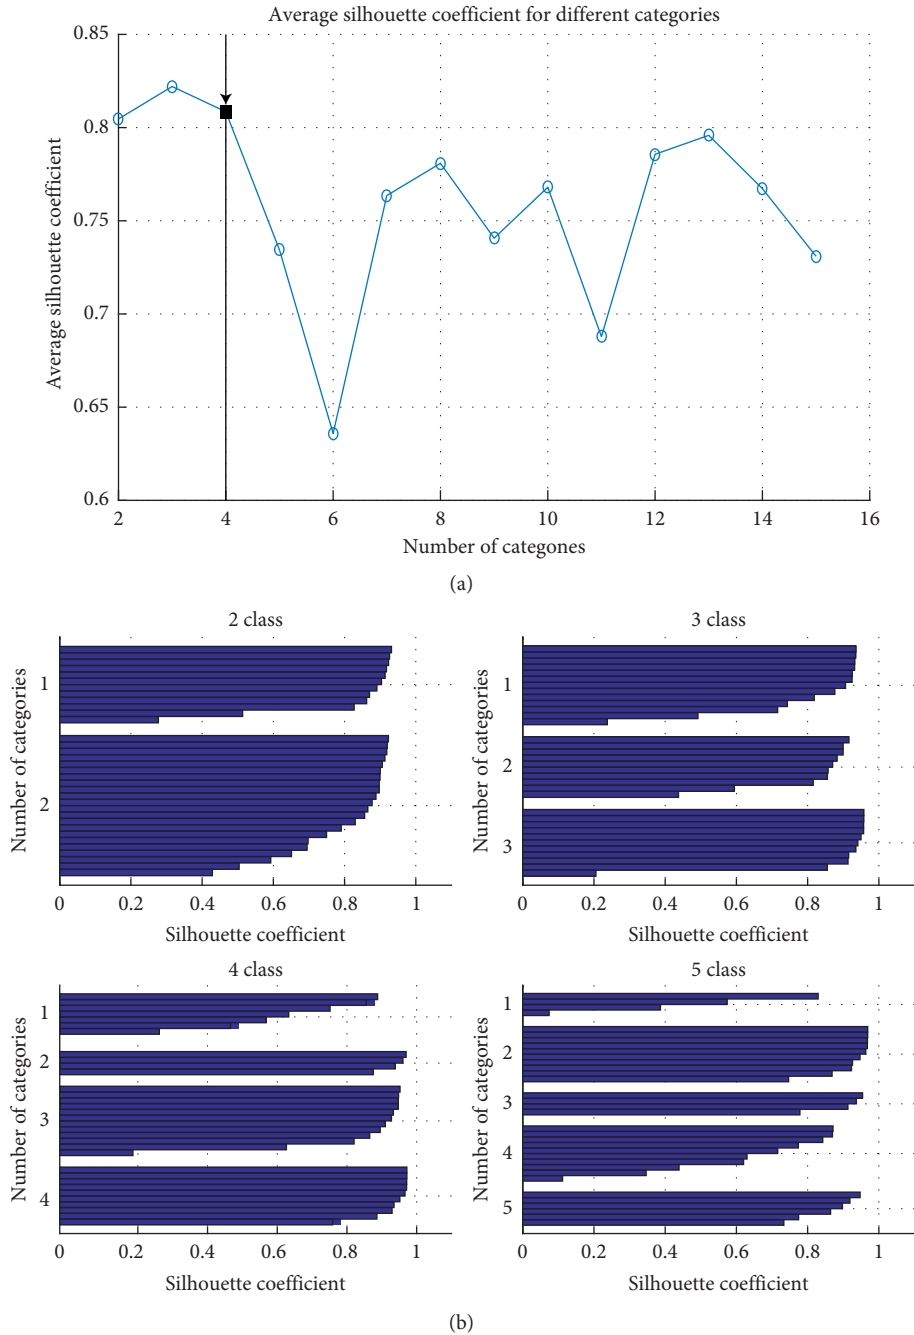 Average silhouette coefficient for different categories
0.85
0.8
0.75
0.7
0.65
0.6
Average silhouette coefficient
2 4 6 8 10 12 14 16
Number of categones
(a)
2 class
Number of categories
1
2
0 0.2 0.4 0.6 0.8 1
Silhouette coefficient
3 class
Number of categories
1
2
3
0 0.2 0.4 0.6 0.8 1
Silhouette coefficient
4 class
Number of categories
1
2
3
4
0 0.2 0.4 0.6 0.8 1
Silhouette coefficient
5 class
Number of categories
1
2
3
4
5
0 0.2 0.4 0.6 0.8 1
Silhouette coefficient
(b)